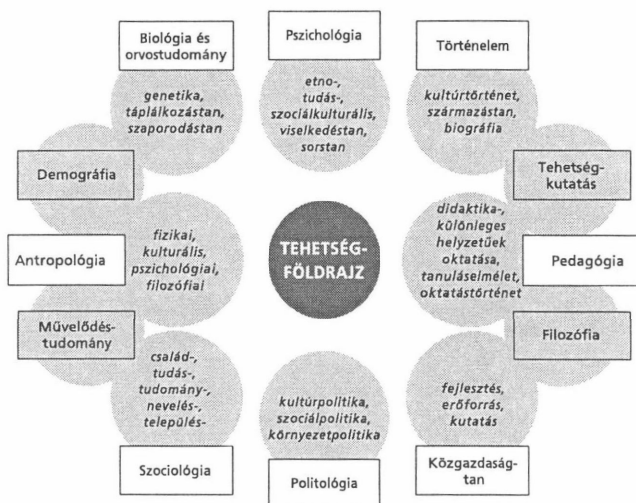 Biológia és
orvostudomány
genetika,
táplálkozástan,
szaporodástan
Pszichológia
etno-,
tudás-,
szociálkulturális,
viselkedéstan,
sorstan
Történelem
kultúrtörténet,
származástan,
biográfia
Demográfia
Tehetség-
kutatás
Antropológia
fizikai,
kulturális,
pszichológiai,
filozófiai
TEHETSÉG-
FÖLDRAJZ
didaktika-,
különleges
helyzetűek
oktatása,
tanuláselmélet,
oktatástörténet
Pedagógia
Művelődés-
tudomány
Filozófia
család-,
tudás-,
tudomány-,
nevelés-,
település-
Szociológia
kultúrpolitika,
szociálpolitika,
környezetpolitika
Politológia
fejlesztés,
erőforrás,
kutatás
Közgazdaság-
tan